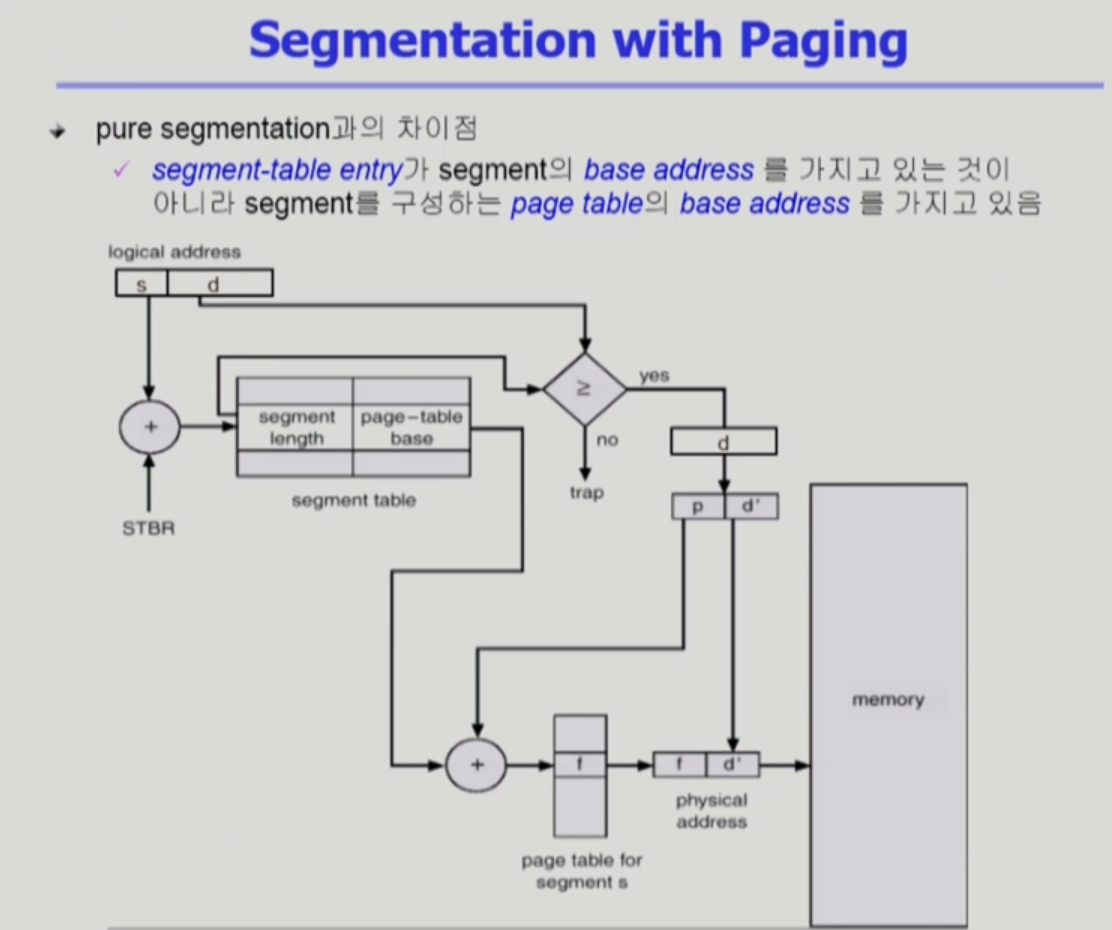 Segmentation with Paging
pure segmentation과의 차이점
segment-table entry가 segment의 base address 를 가지고 있는 것이
아니라 segment를 구성하는 page table의 base address 를 가지고 있음
logical address
s d
≥
yes
no
trap
+
segment length
page-table base
segment table
STBR
d
p d'
memory
+
f
f d'
physical
address
page table for
segment s